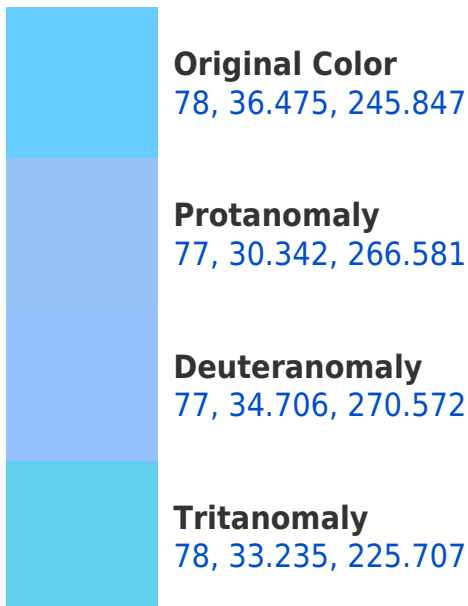 Original Color
78, 36.475, 245.847
Protanomaly
77, 30.342, 266.581
Deuteranomaly
77, 34.706, 270.572
Tritanomaly
78, 33.235, 225.707